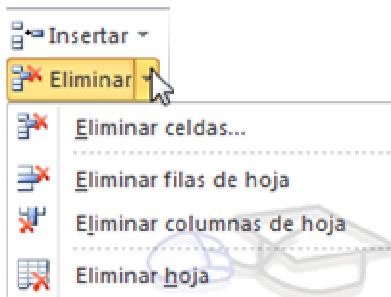 Insertar
Eliminar
Eliminar celdas...
Eliminar filas de hoja
Eliminar columnas de hoja
Eliminar hoja